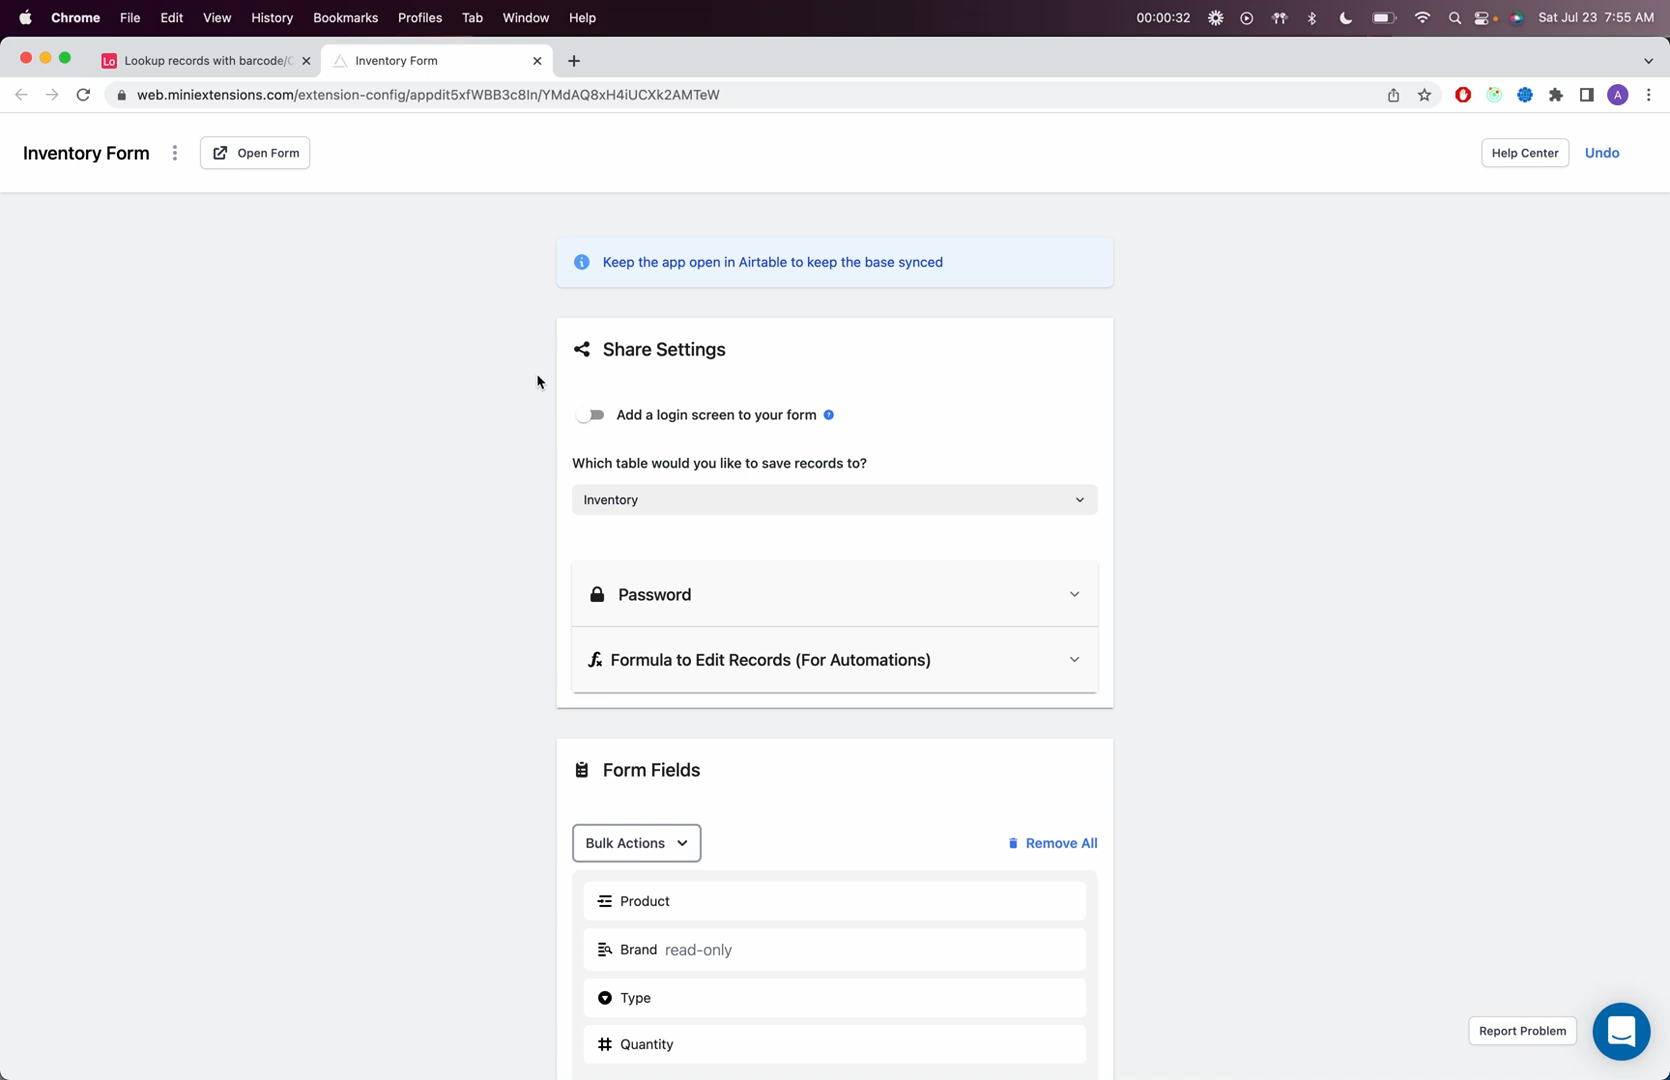 Chrome File Edit View History Bookmarks Profiles Tab Window Help 00:00:32 Sat Jul 23 7:55 AM
Lo Lookup records with barcode/ Inventory Form
web.miniextensions.com/extension-config/appdit5xfWBB3c8In/YMdAQ8xH4iUCXk2AMTeW A
Inventory Form Open Form Help Center Undo
Keep the app open in Airtable to keep the base synced
Share Settings
Add a login screen to your form ?
Which table would you like to save records to?
Inventory
Password
fx Formula to Edit Records (For Automations)
Form Fields
Bulk Actions Remove All
Product
Brand read-only
Type
Quantity
Report Problem